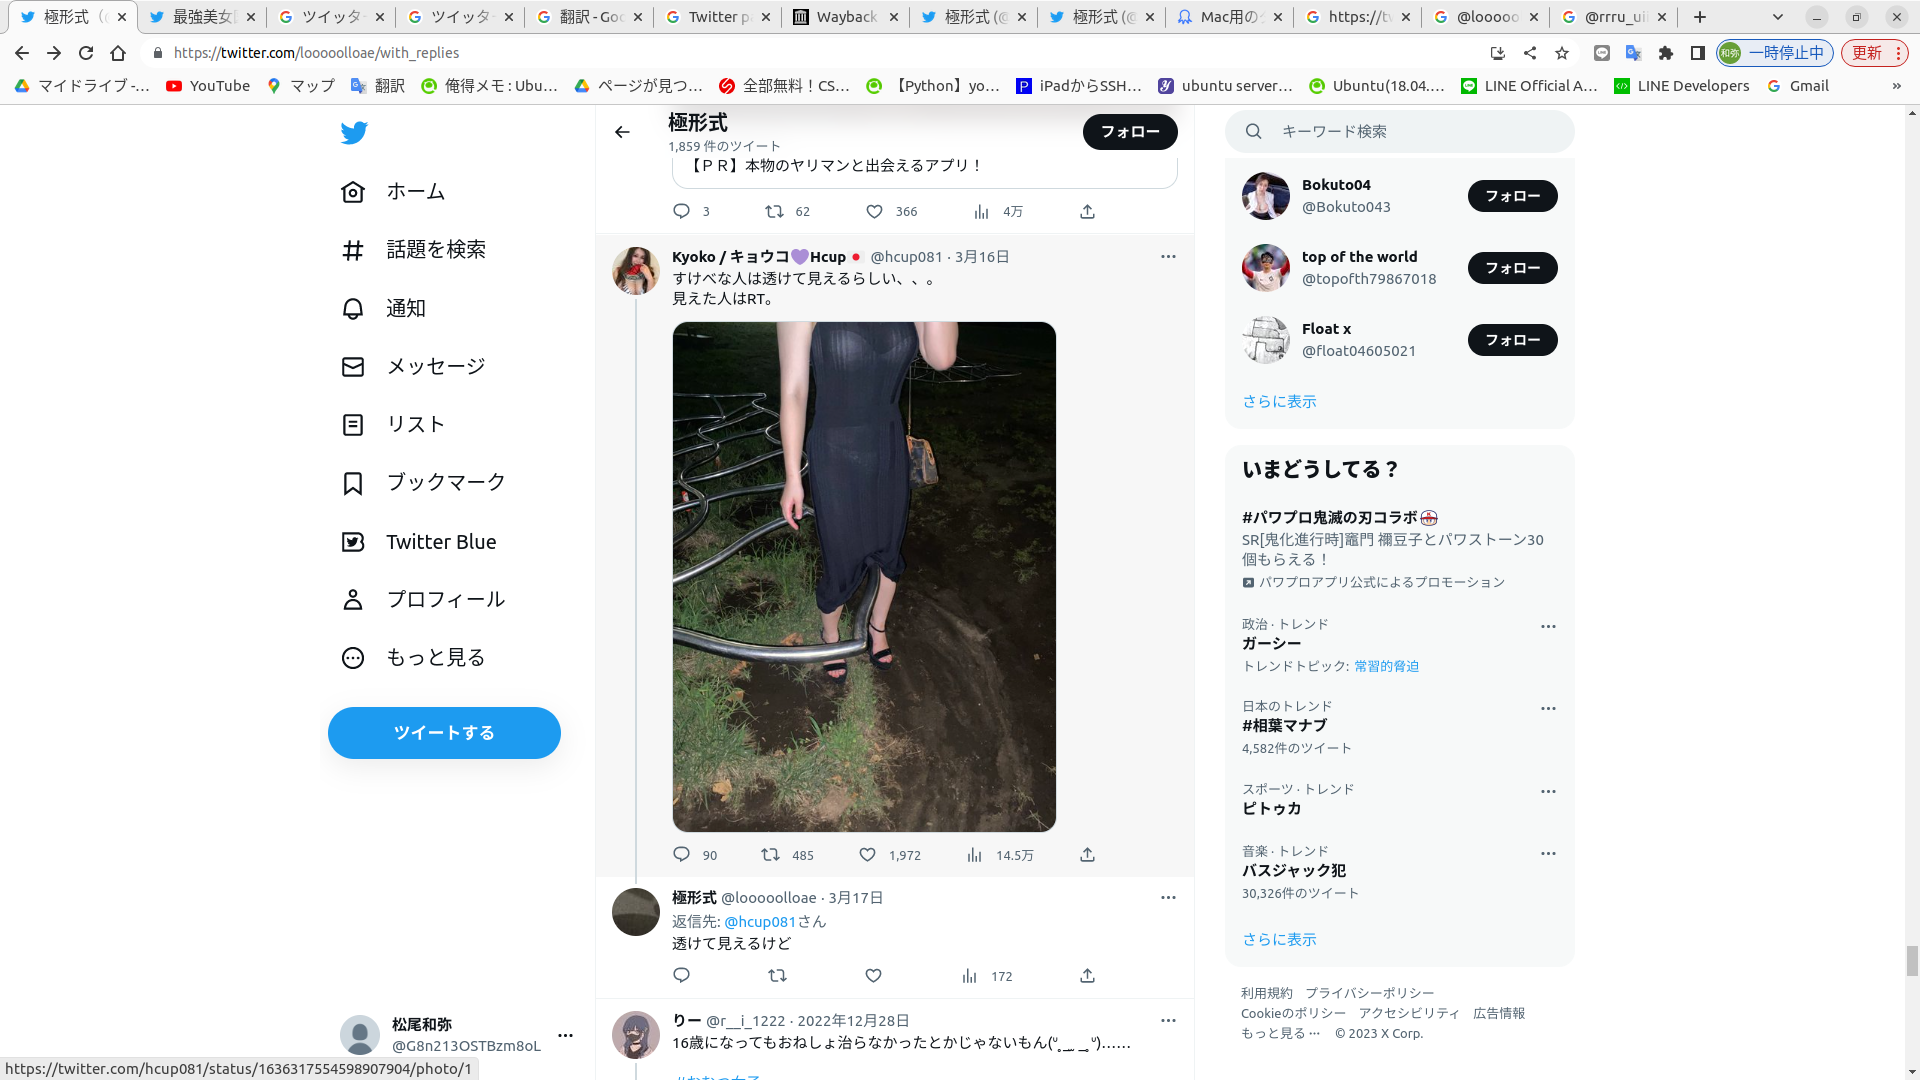 極形式 (@
最強美女図
ツイッター
ツイッター
翻訳 - Goo
Twitter pa
Wayback
極形式 (@
極形式 (@
Mac用のク
https://tw
@looooo
@rrru_uii
https://twitter.com/looooolloae/with_replies
和弥
一時停止中
更新
マイドライブ -...
YouTube
マップ
翻訳
俺得メモ : Ubu...
ページが見つ...
全部無料！CS...
【Python】yo...
iPadからSSH...
ubuntu server...
Ubuntu(18.04....
LINE Official A...
LINE Developers
Gmail
»
ホーム
話題を検索
通知
メッセージ
リスト
ブックマーク
Twitter Blue
プロフィール
もっと見る
ツイートする
松尾和弥
@G8n213OSTBzm8oL
https://twitter.com/hcup081/status/1636317554598907904/photo/1
極形式
1,859 件のツイート
フォロー
【ＰＲ】本物のヤリマンと出会えるアプリ！
3 62 366 4万
Kyoko / キョウコ💜Hcup🇯🇵 @hcup081 · 3月16日
すけべな人は透けて見えるらしい、、。
見えた人はRT。
90 485 1,972 14.5万
極形式 @looooolloae · 3月17日
返信先: @hcup081さん
透けて見えるけど
172
りー @r__i_1222 · 2022年12月28日
16歳になってもおねしょ治らなかったとかじゃないもん
キーワード検索
Bokuto04
@Bokuto043
フォロー
top of the world
@topofth79867018
フォロー
Float x
@float04605021
フォロー
さらに表示
いまどうしてる？
#パワプロ鬼滅の刃コラボ
SR[鬼化進行時]竈門 禰豆子とパワストーン30
個もらえる！
パワプロアプリ公式によるプロモーション
政治 · トレンド
ガーシー
トレンドトピック: 常習的脅迫
日本のトレンド
#相葉マナブ
4,582件のツイート
スポーツ · トレンド
ピトゥカ
音楽 · トレンド
バスジャック犯
30,326件のツイート
さらに表示
利用規約 プライバシーポリシー
Cookieのポリシー アクセシビリティ 広告情報
もっと見る ··· © 2023 X Corp.